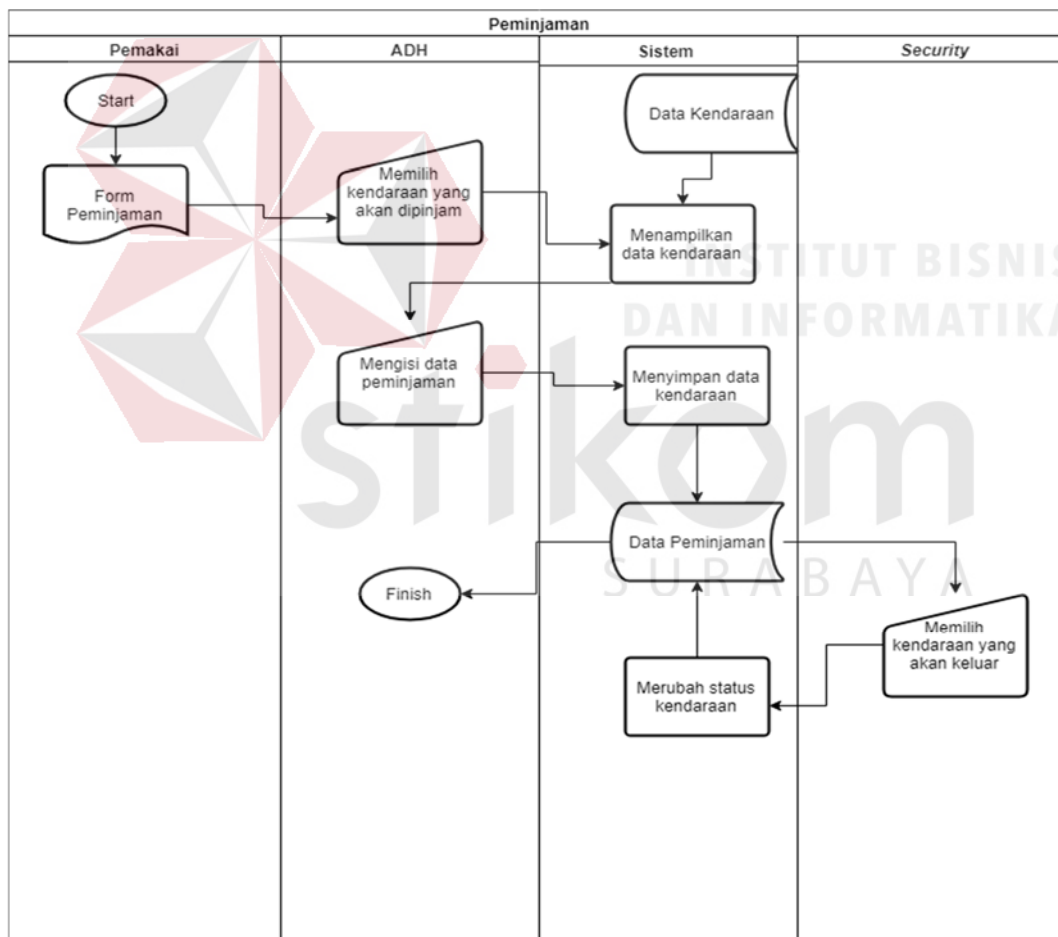 Peminjaman
Pemakai
ADH
Sistem
Security
Start
Data Kendaraan
Form
Peminjaman
Memilih
kendaraan yang
akan dipinjam
Menampilkan
data kendaraan
INSTITUT BISNIS
DAN INFORMATIKA
Mengisi data
peminjaman
Menyimpan data
kendaraan
stikom
SURABAYA
Data Peminjaman
Finish
Memilih
kendaraan yang
akan keluar
Merubah status
kendaraan